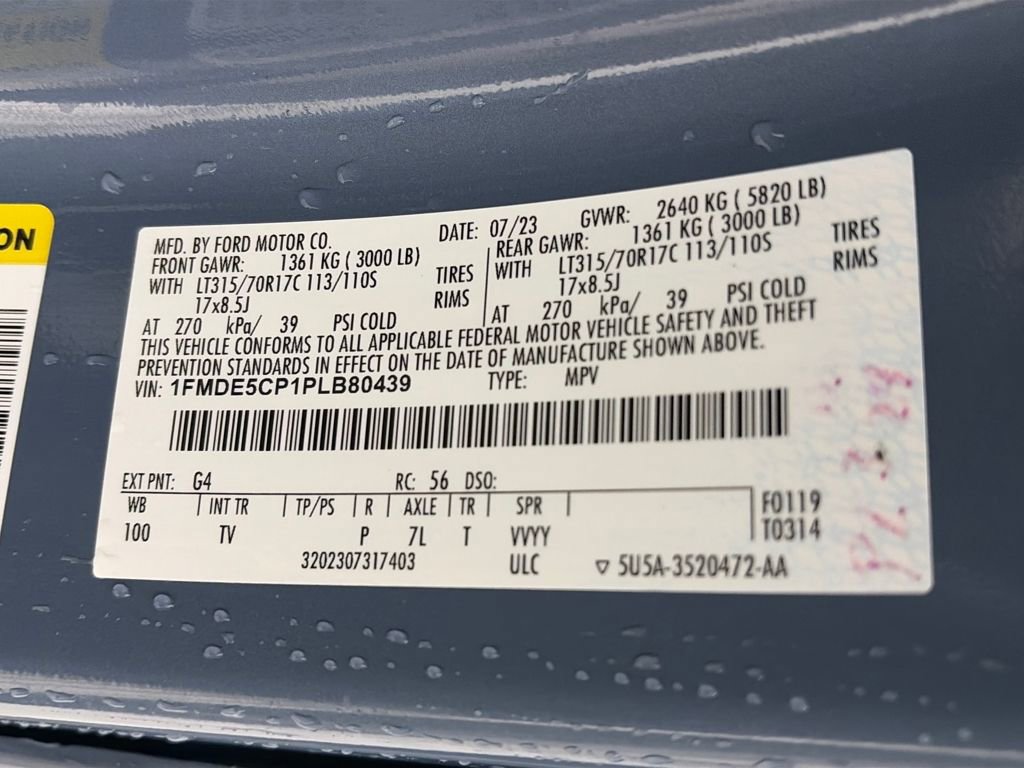 ON
MFD. BY FORD MOTOR CO. DATE: 07/23 GVWR: 2640 KG ( 5820 LB)
FRONT GAWR: 1361 KG ( 3000 LB) REAR GAWR: 1361 KG ( 3000 LB)
WITH LT315/70R17C 113/110S TIRES WITH LT315/70R17C 113/110S TIRES
17x8.5J RIMS 17x8.5J RIMS
AT 270 kPa/ 39 PSI COLD AT 270 kPa/ 39 PSI COLD
THIS VEHICLE CONFORMS TO ALL APPLICABLE FEDERAL MOTOR VEHICLE SAFETY AND THEFT
PREVENTION STANDARDS IN EFFECT ON THE DATE OF MANUFACTURE SHOWN ABOVE.
VIN: 1FMDE5CP1PLB80439 TYPE: MPV
EXT PNT: G4 RC: 56 DSO:
WB | INT TR | TP/PS | R | AXLE | TR | SPR | F0119
100 TV P 7L T VVYY T0314
3202307317403 ULC ▽ 5U5A-3520472-AA